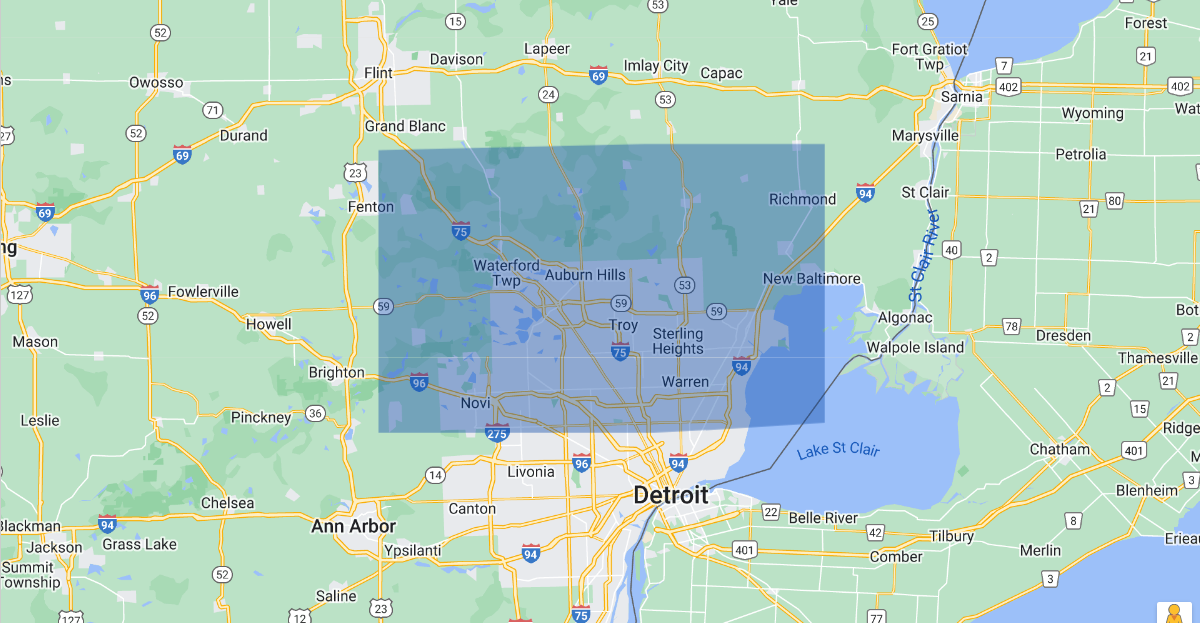 53
Yale
52
15
25
Forest
Lapeer
Davison
Fort Gratiot
Twp
21
Imlay City
7
Flint
69
Capac
Owosso
402
402
24
53
Sarnia
71
Wyoming
Wat
27
52
Durand
Grand Blanc
Marysville
69
Petrolia
23
94
St Clair
Richmond
80
69
Fenton
21
75
St Clair River
ng
40
2
Waterford
Twp
Auburn Hills
New Baltimore
127
96
Fowlerville
53
59
59
59
Algonac
Bot
52
Howell
Troy
78
Dresden
Mason
Sterling
Heights
2
Walpole Island
75
Thamesville
94
Brighton
96
Warren
21
2
Novi
15
Leslie
Pinckney
36
Ridge
275
Chatham
Lake St Clair
401
96
94
Livonia
14
3
Blenheim
Detroit
Chelsea
Canton
22
Belle River
8
Blackman
94
Ann Arbor
42
Tilbury
Erieau
Jackson
Grass Lake
Ypsilanti
94
401
Comber
Merlin
Summit
Township
52
3
Saline
23
127
12
75
77